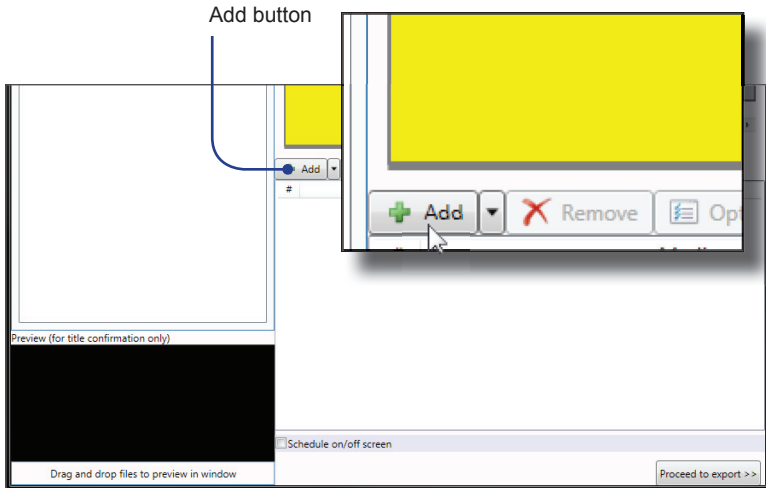 Add button
Add
#
Add Remove
Preview (for title confirmation only)
Schedule on/off screen
Drag and drop files to preview in window
Proceed to export >>